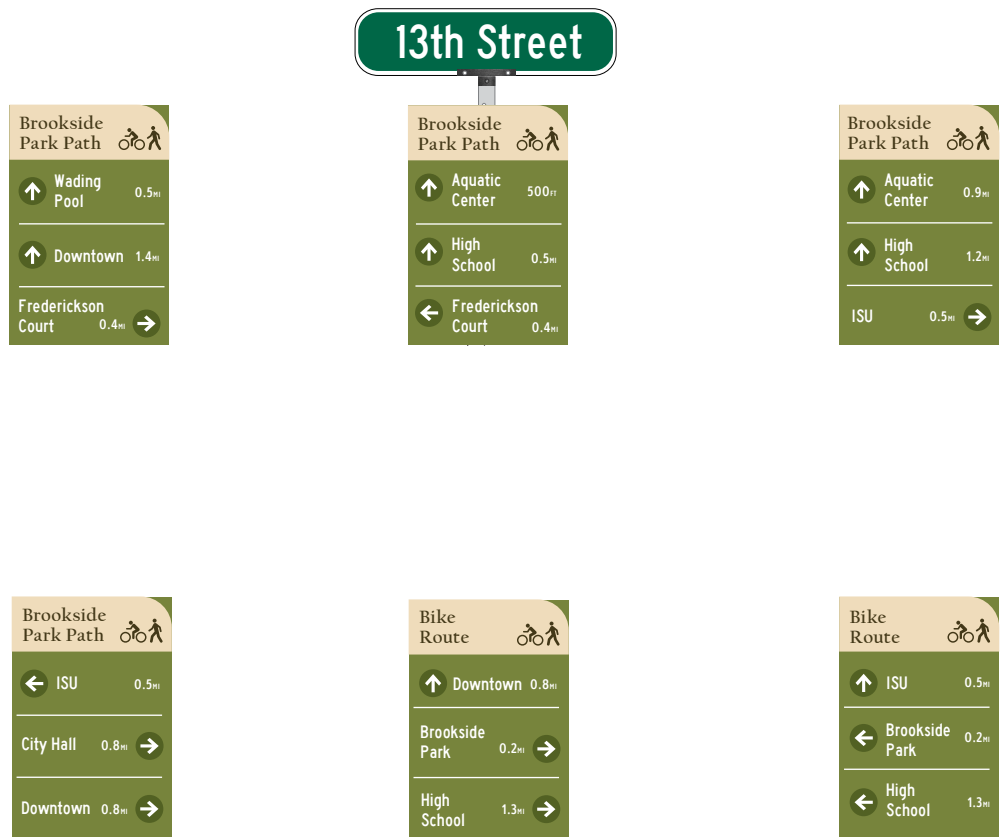 13th Street
Brookside
Park Path
Wading
Pool 0.5MI
Downtown 1.4MI
Frederickson
Court 0.4MI
Brookside
Park Path
Aquatic
Center 500FT
High
School 0.5MI
Frederickson
Court 0.4MI
Brookside
Park Path
Aquatic
Center 0.9MI
High
School 1.2MI
ISU 0.5MI
Brookside
Park Path
ISU 0.5MI
City Hall 0.8MI
Downtown 0.8MI
Bike
Route
Downtown 0.8MI
Brookside
Park 0.2MI
High
School 1.3MI
Bike
Route
ISU 0.5MI
Brookside
Park 0.2MI
High
School 1.3MI